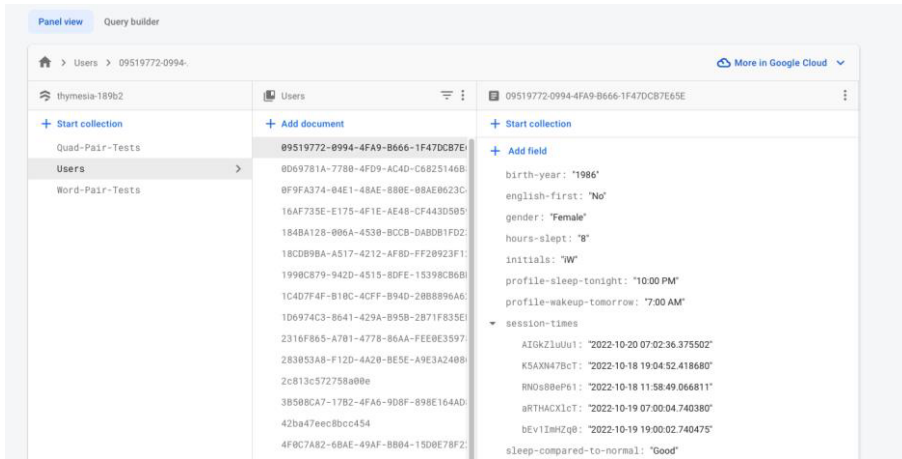 Panel view Query builder
Users > 09519772-0994-.
More in Google Cloud
thymesia-189b2
Users
09519772-0994-4FA9-B666-1F47DCB7E65E
+ Start collection
+ Add document
+ Start collection
Quad-Pair-Tests
Users
Word-Pair-Tests
09519772-0994-4FA9-B666-1F47DCB7E
0D69781A-7780-4FD9-AC4D-C6825146B
0F9FA374-04E1-48AE-880E-08AE0623C
16AF735E-E175-4F1E-AE48-CF443D505
184BA128-006A-4530-BCCB-DABDB1FD2
18CDB9BA-A517-4212-AF8D-FF20923F1
1990C879-942D-4515-8DFE-15398CB6B
1C4D7F4F-B10C-4CFF-B94D-20B8896A6
1D6974C3-8641-429A-B95B-2B71F835E
2316F865-A701-4778-86AA-FEE0E3597
283053A8-F12D-4A20-BE5E-A9E3A2408
2c813c572758a00e
3B508CA7-17B2-4FA6-9D8F-898E164AD
42ba47eec8bcc454
4F0C7A82-6BAE-49AF-BB04-15D0E78F2
+ Add field
birth-year: "1986"
english-first: "No"
gender: "Female"
hours-slept: "8"
initials: "iW"
profile-sleep-tonight: "10:00 PM"
profile-wakeup-tomorrow: "7:00 AM"
session-times
AIGkZluUu1: "2022-10-20 07:02:36.375502"
K5AXN47BcT: "2022-10-18 19:04:52.418680"
RNOs80eP61: "2022-10-18 11:58:49.066811"
aRTHACXlcT: "2022-10-19 07:00:04.740380"
bEv1ImHZq0: "2022-10-19 19:00:02.740475"
sleep-compared-to-normal: "Good"